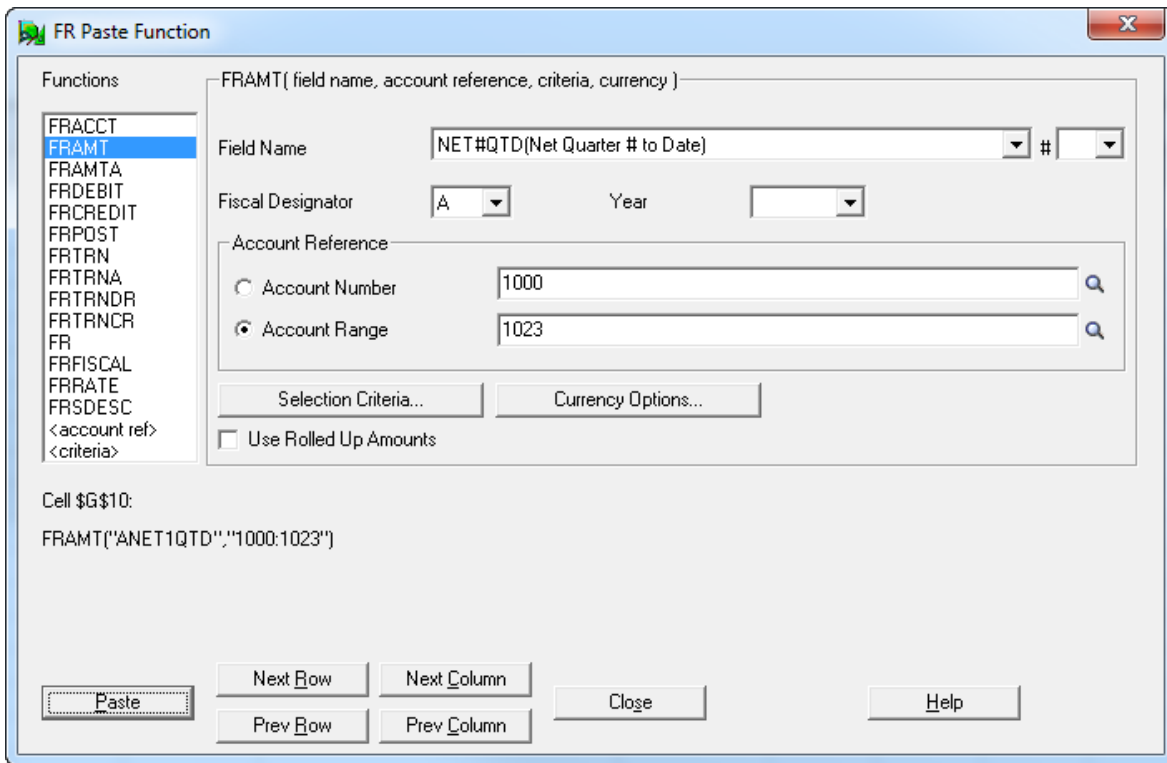 FR Paste Function
Functions
FRACCT
FRAMT
FRAMTA
FRDEBIT
FRCREDIT
FRPOST
FRTRN
FRTRNA
FRTRNDR
FRTRNCR
FR
FRFISCAL
FRRATE
FRSDESC
<account ref>
<criteria>
FRAMT( field name, account reference, criteria, currency )
Field Name NET#QTD(Net Quarter # to Date) #
Fiscal Designator A Year
Account Reference
Account Number 1000
Account Range 1023
Selection Criteria... Currency Options...
Use Rolled Up Amounts
Cell $G$10:
FRAMT("ANET1QTD","1000:1023")
Next Row Next Column
Paste Close Help
Prev Row Prev Column